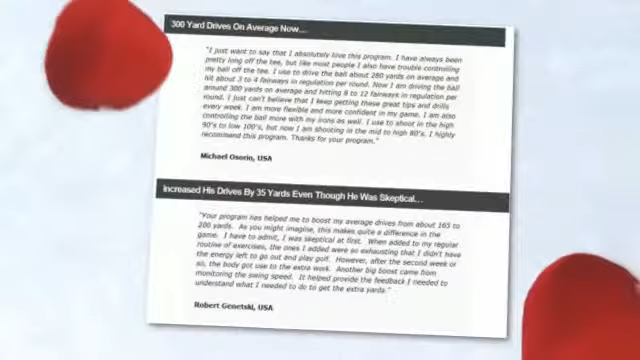 300 Yard Drives On Average Now...
"I just want to say that I absolutely love this program. I have always been
pretty long off the tee, but like most people I also have trouble controlling
my ball off the tee. I use to drive the ball about 280 yards on average and
hit about 3 to 4 fairways in regulation per round. Now I am driving the ball
around 300 yards on average and hitting 8 to 12 fairways in regulation per
round. I just can't believe that I keep getting these great tips and drills
every week. I am more flexible and more confident in my game. I am also
controlling the ball more with my irons as well. I use to shoot in the high
90's to low 100's, but now I am shooting in the mid to high 80's. I highly
recommend this program. Thanks for your program."
Michael Osorio, USA
Increased His Drives By 35 Yards Even Though He Was Skeptical...
"Your program has helped me to boost my average drives from about 165 to
200 yards. As you might imagine, this makes quite a difference in the
game. I have to admit, I was skeptical at first. When added to my regular
routine of exercises, the ones I added were so exhausting that I didn't have
the energy left to go out and play golf. However, after the second week or
so, the body got use to the extra work. Another big boost came from
monitoring the swing speed. It helped provide the feedback I needed to
understand what I needed to do to get the extra yards."
Robert Genetski, USA